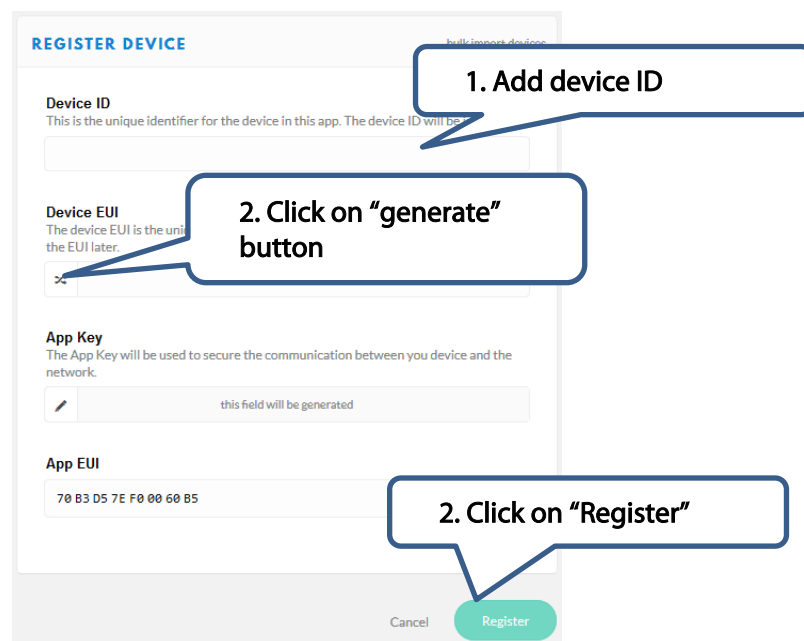 REGISTER DEVICE
bulk import devices
1. Add device ID
Device ID
This is the unique identifier for the device in this app. The device ID will be
Device EUI
2. Click on “generate”
The device EUI is the
button
the EUI later.
App Key
The App Key will be used to secure the communication between you device and the
network.
this field will be generated
App EUI
70 B3 D5 7E F0 00 60 B5
2. Click on “Register”
Cancel
Register